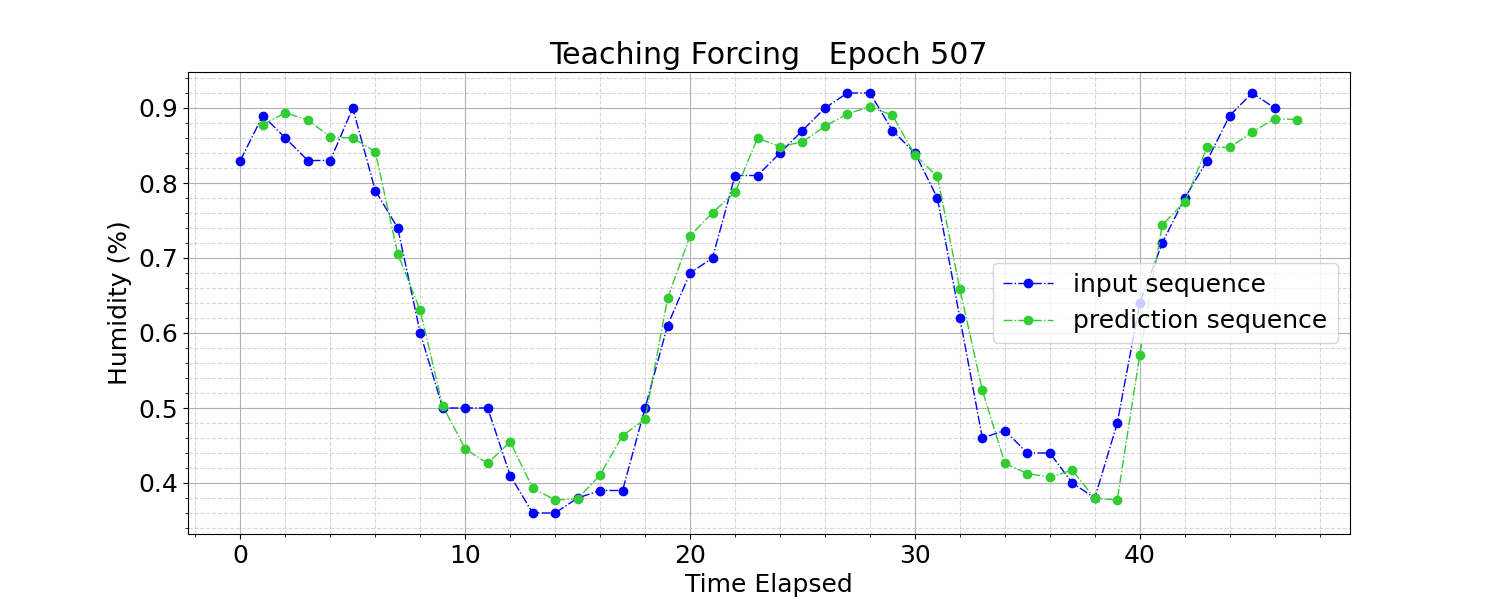 Teaching Forcing   Epoch 507
Humidity (%)
0.9
0.8
0.7
0.6
0.5
0.4
input sequence
prediction sequence
0 10 20 30 40
Time Elapsed